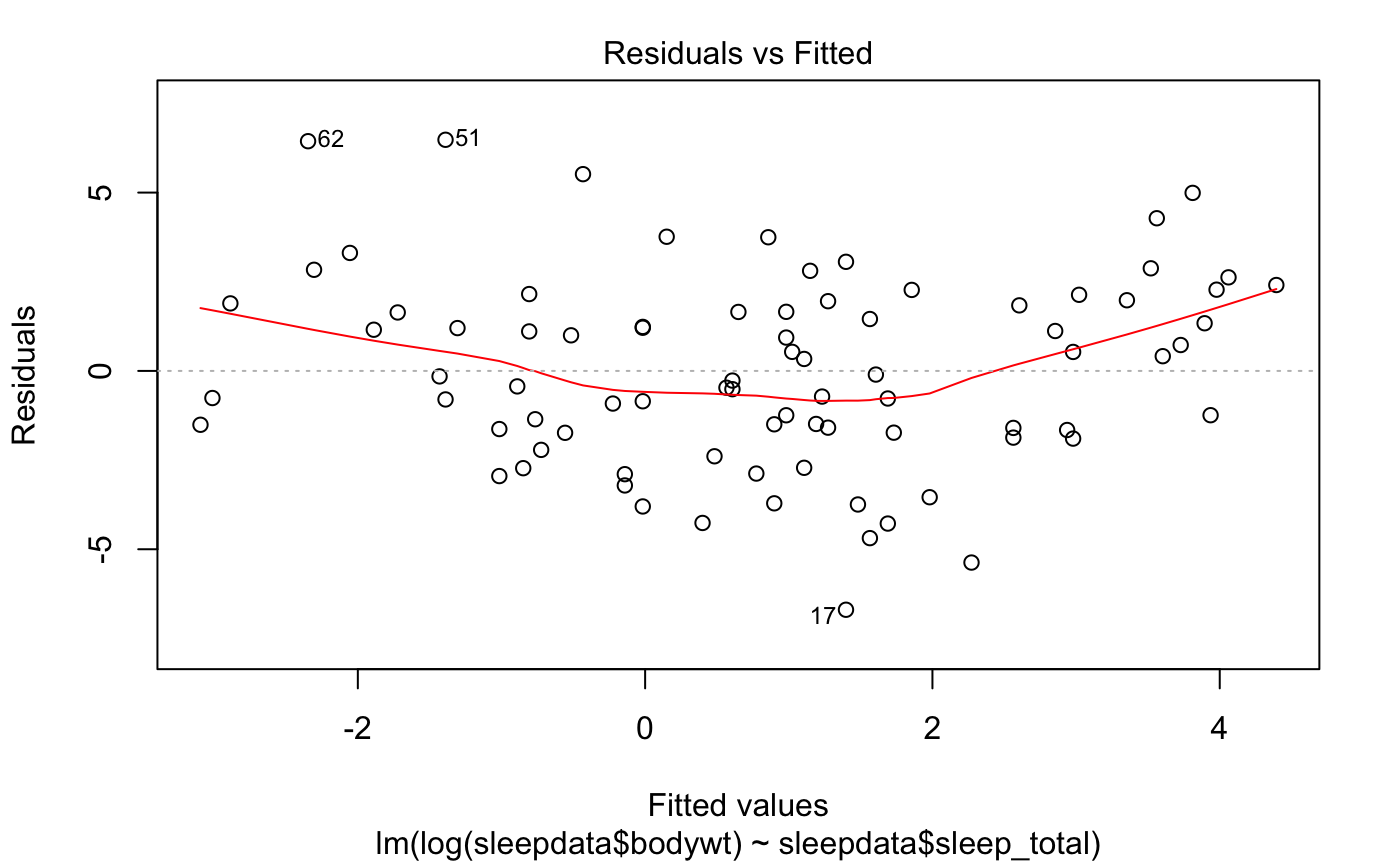 Residuals vs Fitted
62
51
17
5
0
-5
Residuals
-2
0
2
4
Fitted values
lm(log(sleepdata$bodywt) ~ sleepdata$sleep_total)